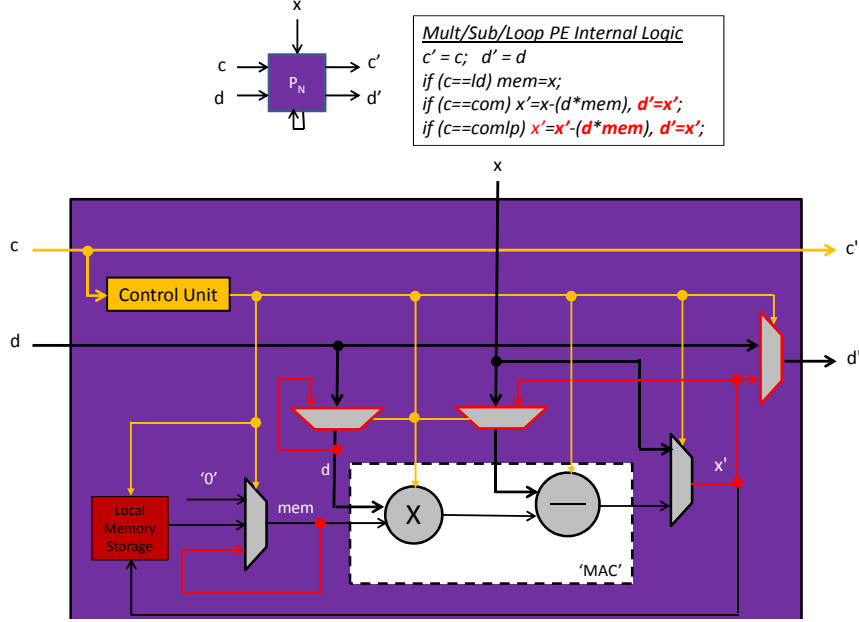 x
Mult/Sub/Loop PE Internal Logic
c' = c; d' = d
if (c==ld) mem=x;
if (c==com) x'=x-(d*mem), d'=x';
if (c==comlp) x'=x'-(d*mem), d'=x';
c
c'
P_N
d
d'
x
c
c'
Control Unit
d
d'
d
x'
'0'
mem
Local
Memory
Storage
X
—
'MAC'